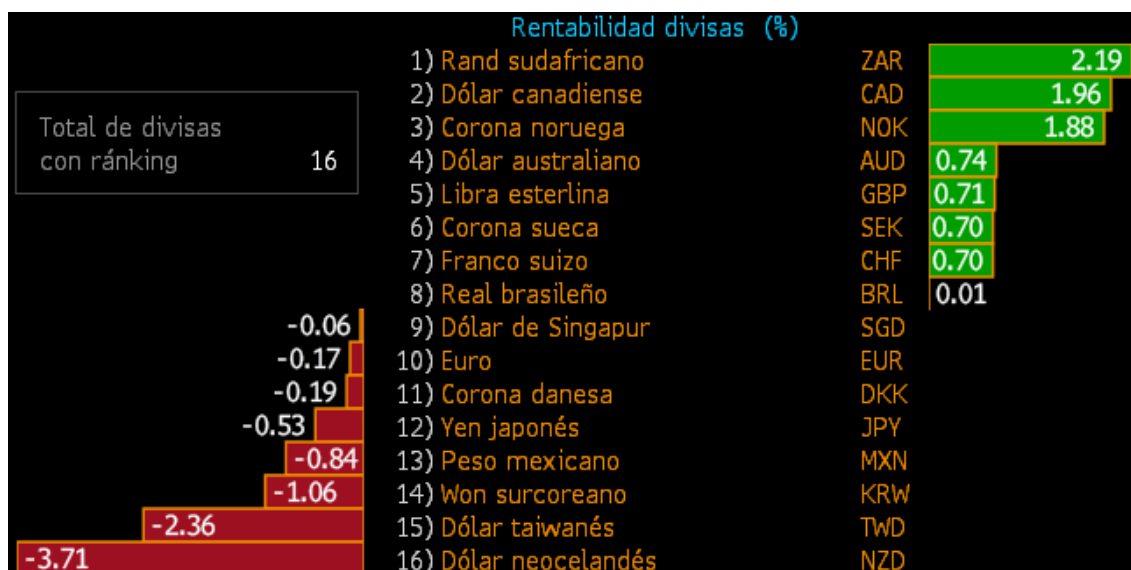 Rentabilidad divisas (%)
1) Rand sudafricano ZAR 2.19
2) Dólar canadiense CAD 1.96
Total de divisas
con ránking 16
3) Corona noruega NOK 1.88
4) Dólar australiano AUD 0.74
5) Libra esterlina GBP 0.71
6) Corona sueca SEK 0.70
7) Franco suizo CHF 0.70
8) Real brasileño BRL 0.01
-0.06 9) Dólar de Singapur SGD
-0.17 10) Euro EUR
-0.19 11) Corona danesa DKK
-0.53 12) Yen japonés JPY
-0.84 13) Peso mexicano MXN
-1.06 14) Won surcoreano KRW
-2.36 15) Dólar taiwanés TWD
-3.71 16) Dólar neocelandés NZD